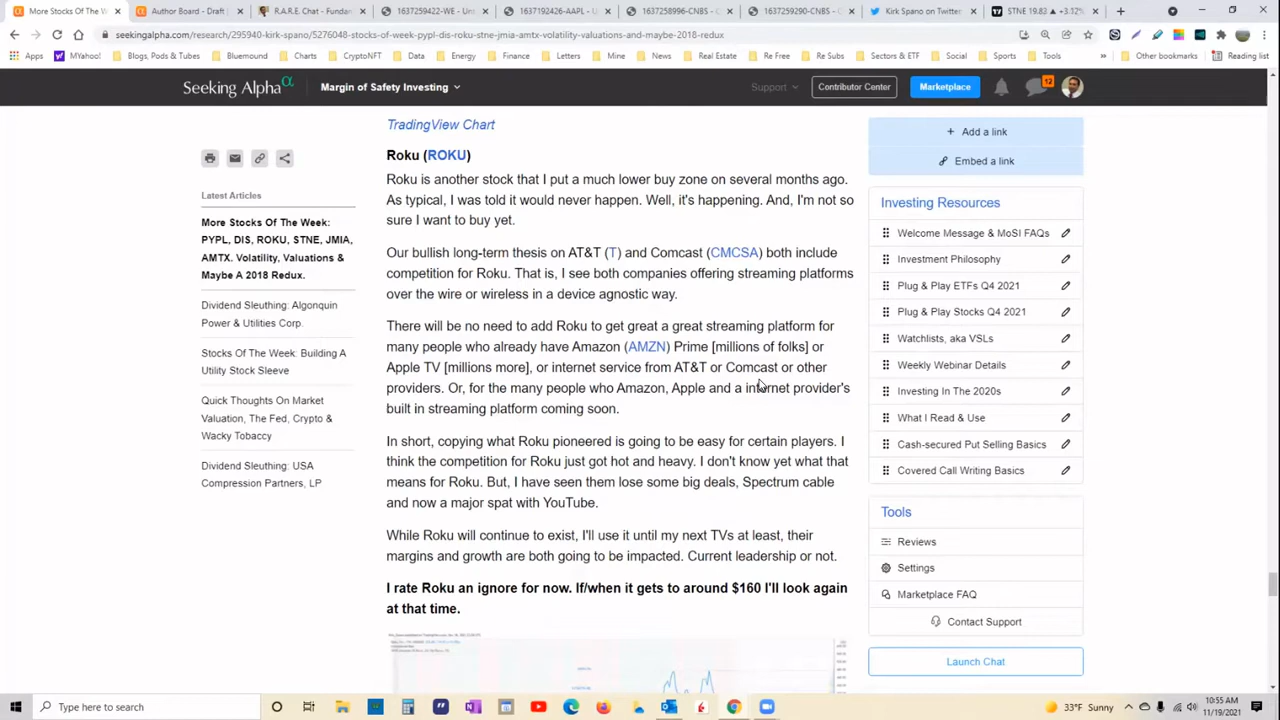 More Stocks Of The W
Author Board - Draft
R.A.R.E. Chat - Fundam
1637259422-WE - Un
1637192426-AAPL - U
1637258996-CNBS -
1637259290-CNBS - C
Kirk Spano on Twitter
STNE 19.82 ▲ +3.12%
seekingalpha.com/research/295940-kirk-spano/5276048-stocks-of-week-pypl-dis-roku-stne-jmia-amtx-volatility-valuations-and-maybe-2018-redux
Apps MYahoo! Blog, Pods & Tubes Bluemound Charts CryptoNFT Economy Energy Finance Letters Mine News Real Estate Re Free Re Subs Sectors & ETF Social Sports Tools » Other bookmarks Reading list
Seeking Alpha α Margin of Safety Investing Support Contributor Center Marketplace 12
TradingView Chart
Roku (ROKU)
Roku is another stock that I put a much lower buy zone on several months ago.
As typical, I was told it would never happen. Well, it's happening. And, I'm not so
sure I want to buy yet.
Our bullish long-term thesis on AT&T (T) and Comcast (CMCSA) both include
competition for Roku. That is, I see both companies offering streaming platforms
over the wire or wireless in a device agnostic way.
There will be no need to add Roku to get great a great streaming platform for
many people who already have Amazon (AMZN) Prime [millions of folks] or
Apple TV [millions more], or internet service from AT&T or Comcast or other
providers. Or, for the many people who Amazon, Apple and a internet provider's
built in streaming platform coming soon.
In short, copying what Roku pioneered is going to be easy for certain players. I
think the competition for Roku just got hot and heavy. I don't know yet what that
means for Roku. But, I have seen them lose some big deals, Spectrum cable
and now a major spat with YouTube.
While Roku will continue to exist, I'll use it until my next TVs at least, their
margins and growth are both going to be impacted. Current leadership or not.
I rate Roku an ignore for now. If/when it gets to around $160 I'll look again
at that time.
Latest Articles
More Stocks Of The Week:
PYPL, DIS, ROKU, STNE, JMIA,
AMTX. Volatility, Valuations &
Maybe A 2018 Redux.
Dividend Sleuthing: Algonquin
Power & Utilities Corp.
Stocks Of The Week: Building A
Utility Stock Sleeve
Quick Thoughts On Market
Valuation, The Fed, Crypto &
Wacky Tobaccy
Dividend Sleuthing: USA
Compression Partners, LP
+ Add a link
Embed a link
Investing Resources
Welcome Message & MoSI FAQs
Investment Philosophy
Plug & Play ETFs Q4 2021
Plug & Play Stocks Q4 2021
Watchlists, aka VSLs
Weekly Webinar Details
Investing In The 2020s
What I Read & Use
Cash-secured Put Selling Basics
Covered Call Writing Basics
Tools
Reviews
Settings
Marketplace FAQ
Contact Support
Launch Chat
Type here to search
33°F Sunny
10:55 AM
11/19/2021